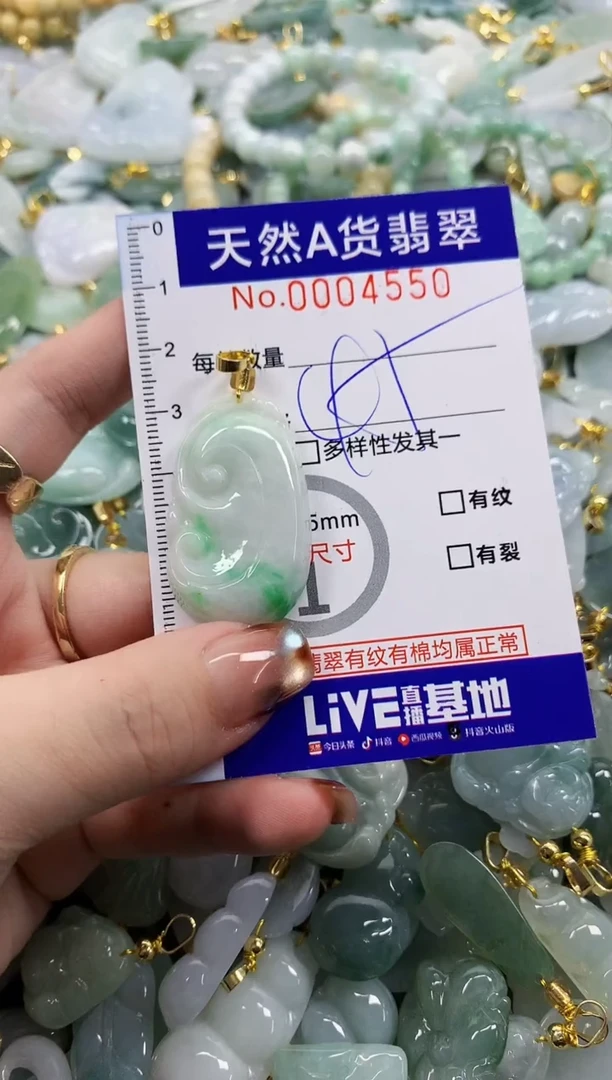 天然A货翡翠
No.0004550
0
1
2
3
每 数量
多样性发其一
5mm
尺寸
1
有纹
有裂
翡翠有纹有棉均属正常
LiVE直播基地
头条 今日头条 抖音 西瓜视频 抖音火山版